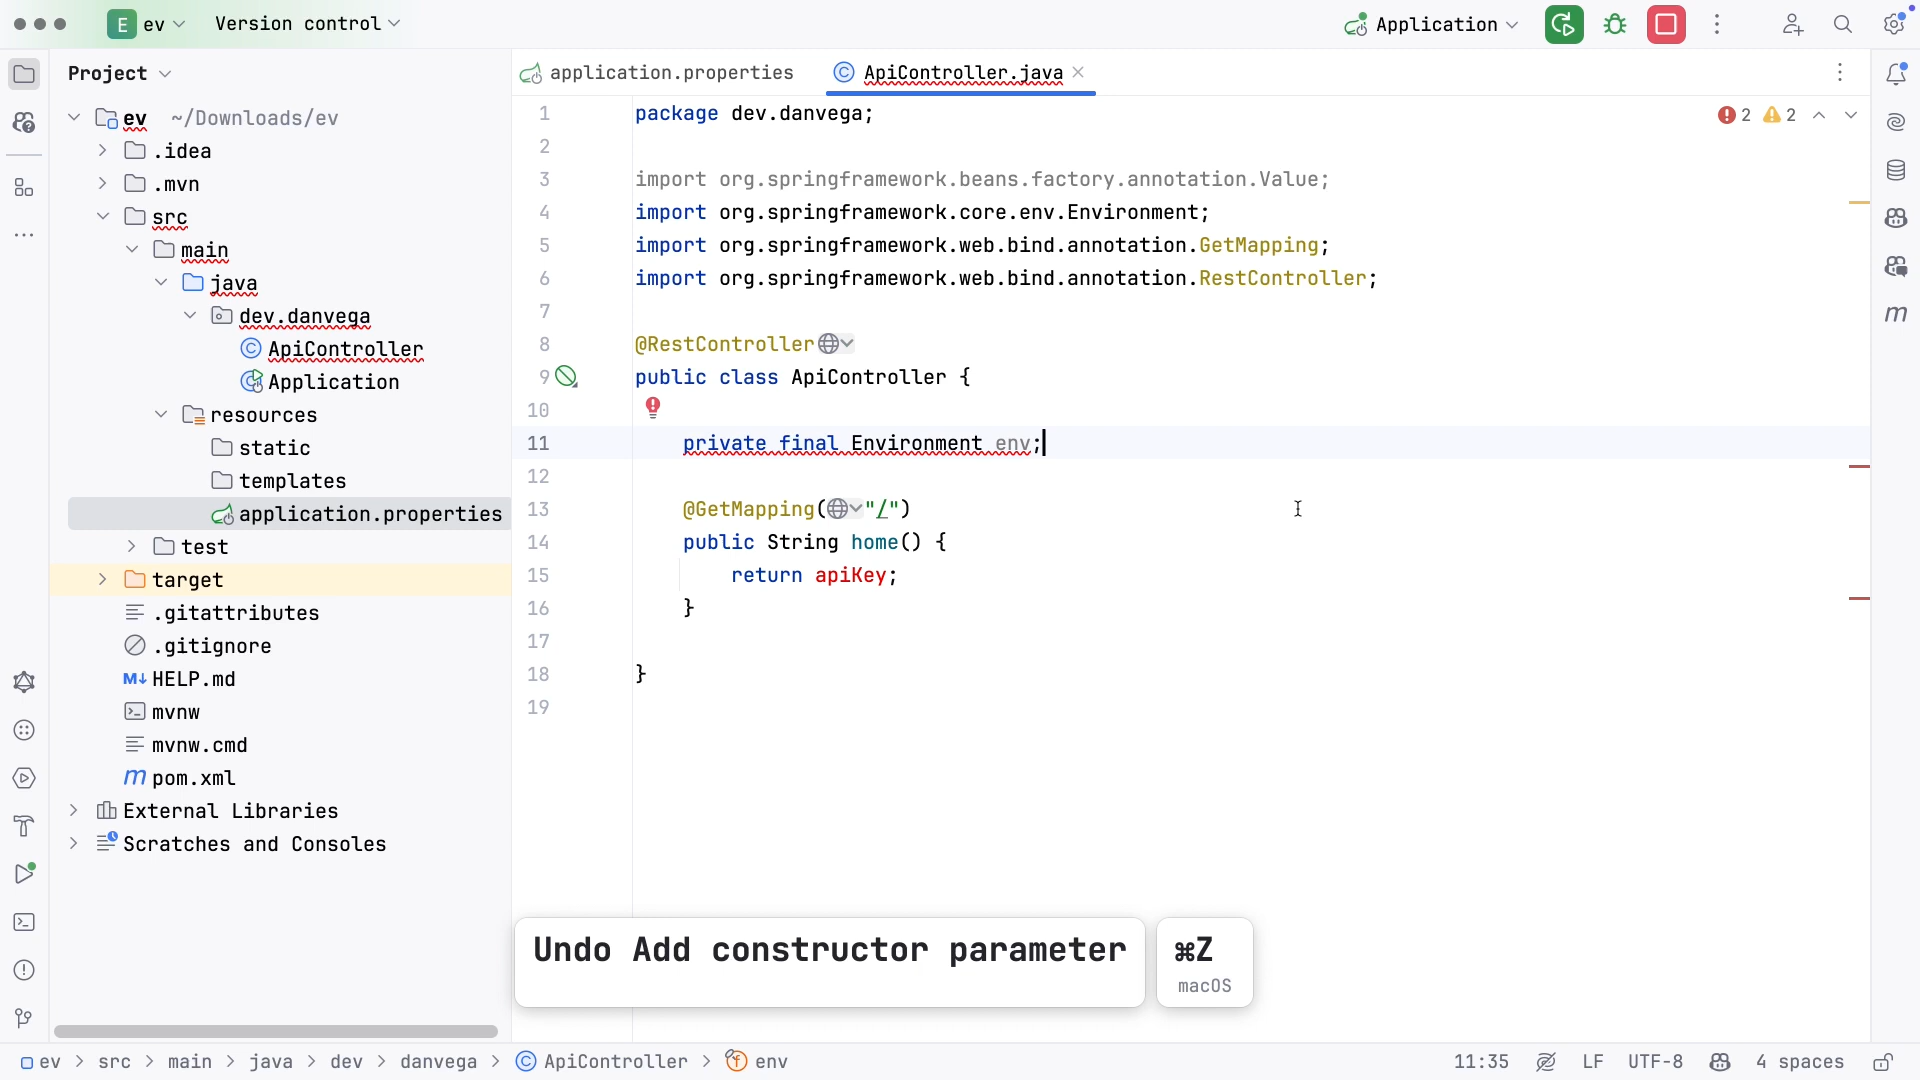 E ev Version control Application
Project
ev ~/Downloads/ev
.idea
.mvn
src
main
java
dev.danvega
ApiController
Application
resources
static
templates
application.properties
test
target
.gitattributes
.gitignore
M↓ HELP.md
mvnw
mvnw.cmd
m pom.xml
External Libraries
Scratches and Consoles
application.properties ApiController.java
2 2
1 package dev.danvega;
2
3 import org.springframework.beans.factory.annotation.Value;
4 import org.springframework.core.env.Environment;
5 import org.springframework.web.bind.annotation.GetMapping;
6 import org.springframework.web.bind.annotation.RestController;
7
8 @RestController
9 public class ApiController {
10
11 private final Environment env;
12
13 @GetMapping("/")
14 public String home() {
15 return apiKey;
16 }
17
18 }
19
m
Undo Add constructor parameter ⌘Z
macOS
ev > src > main > java > dev > danvega > ApiController > env 11:35 LF UTF-8 4 spaces